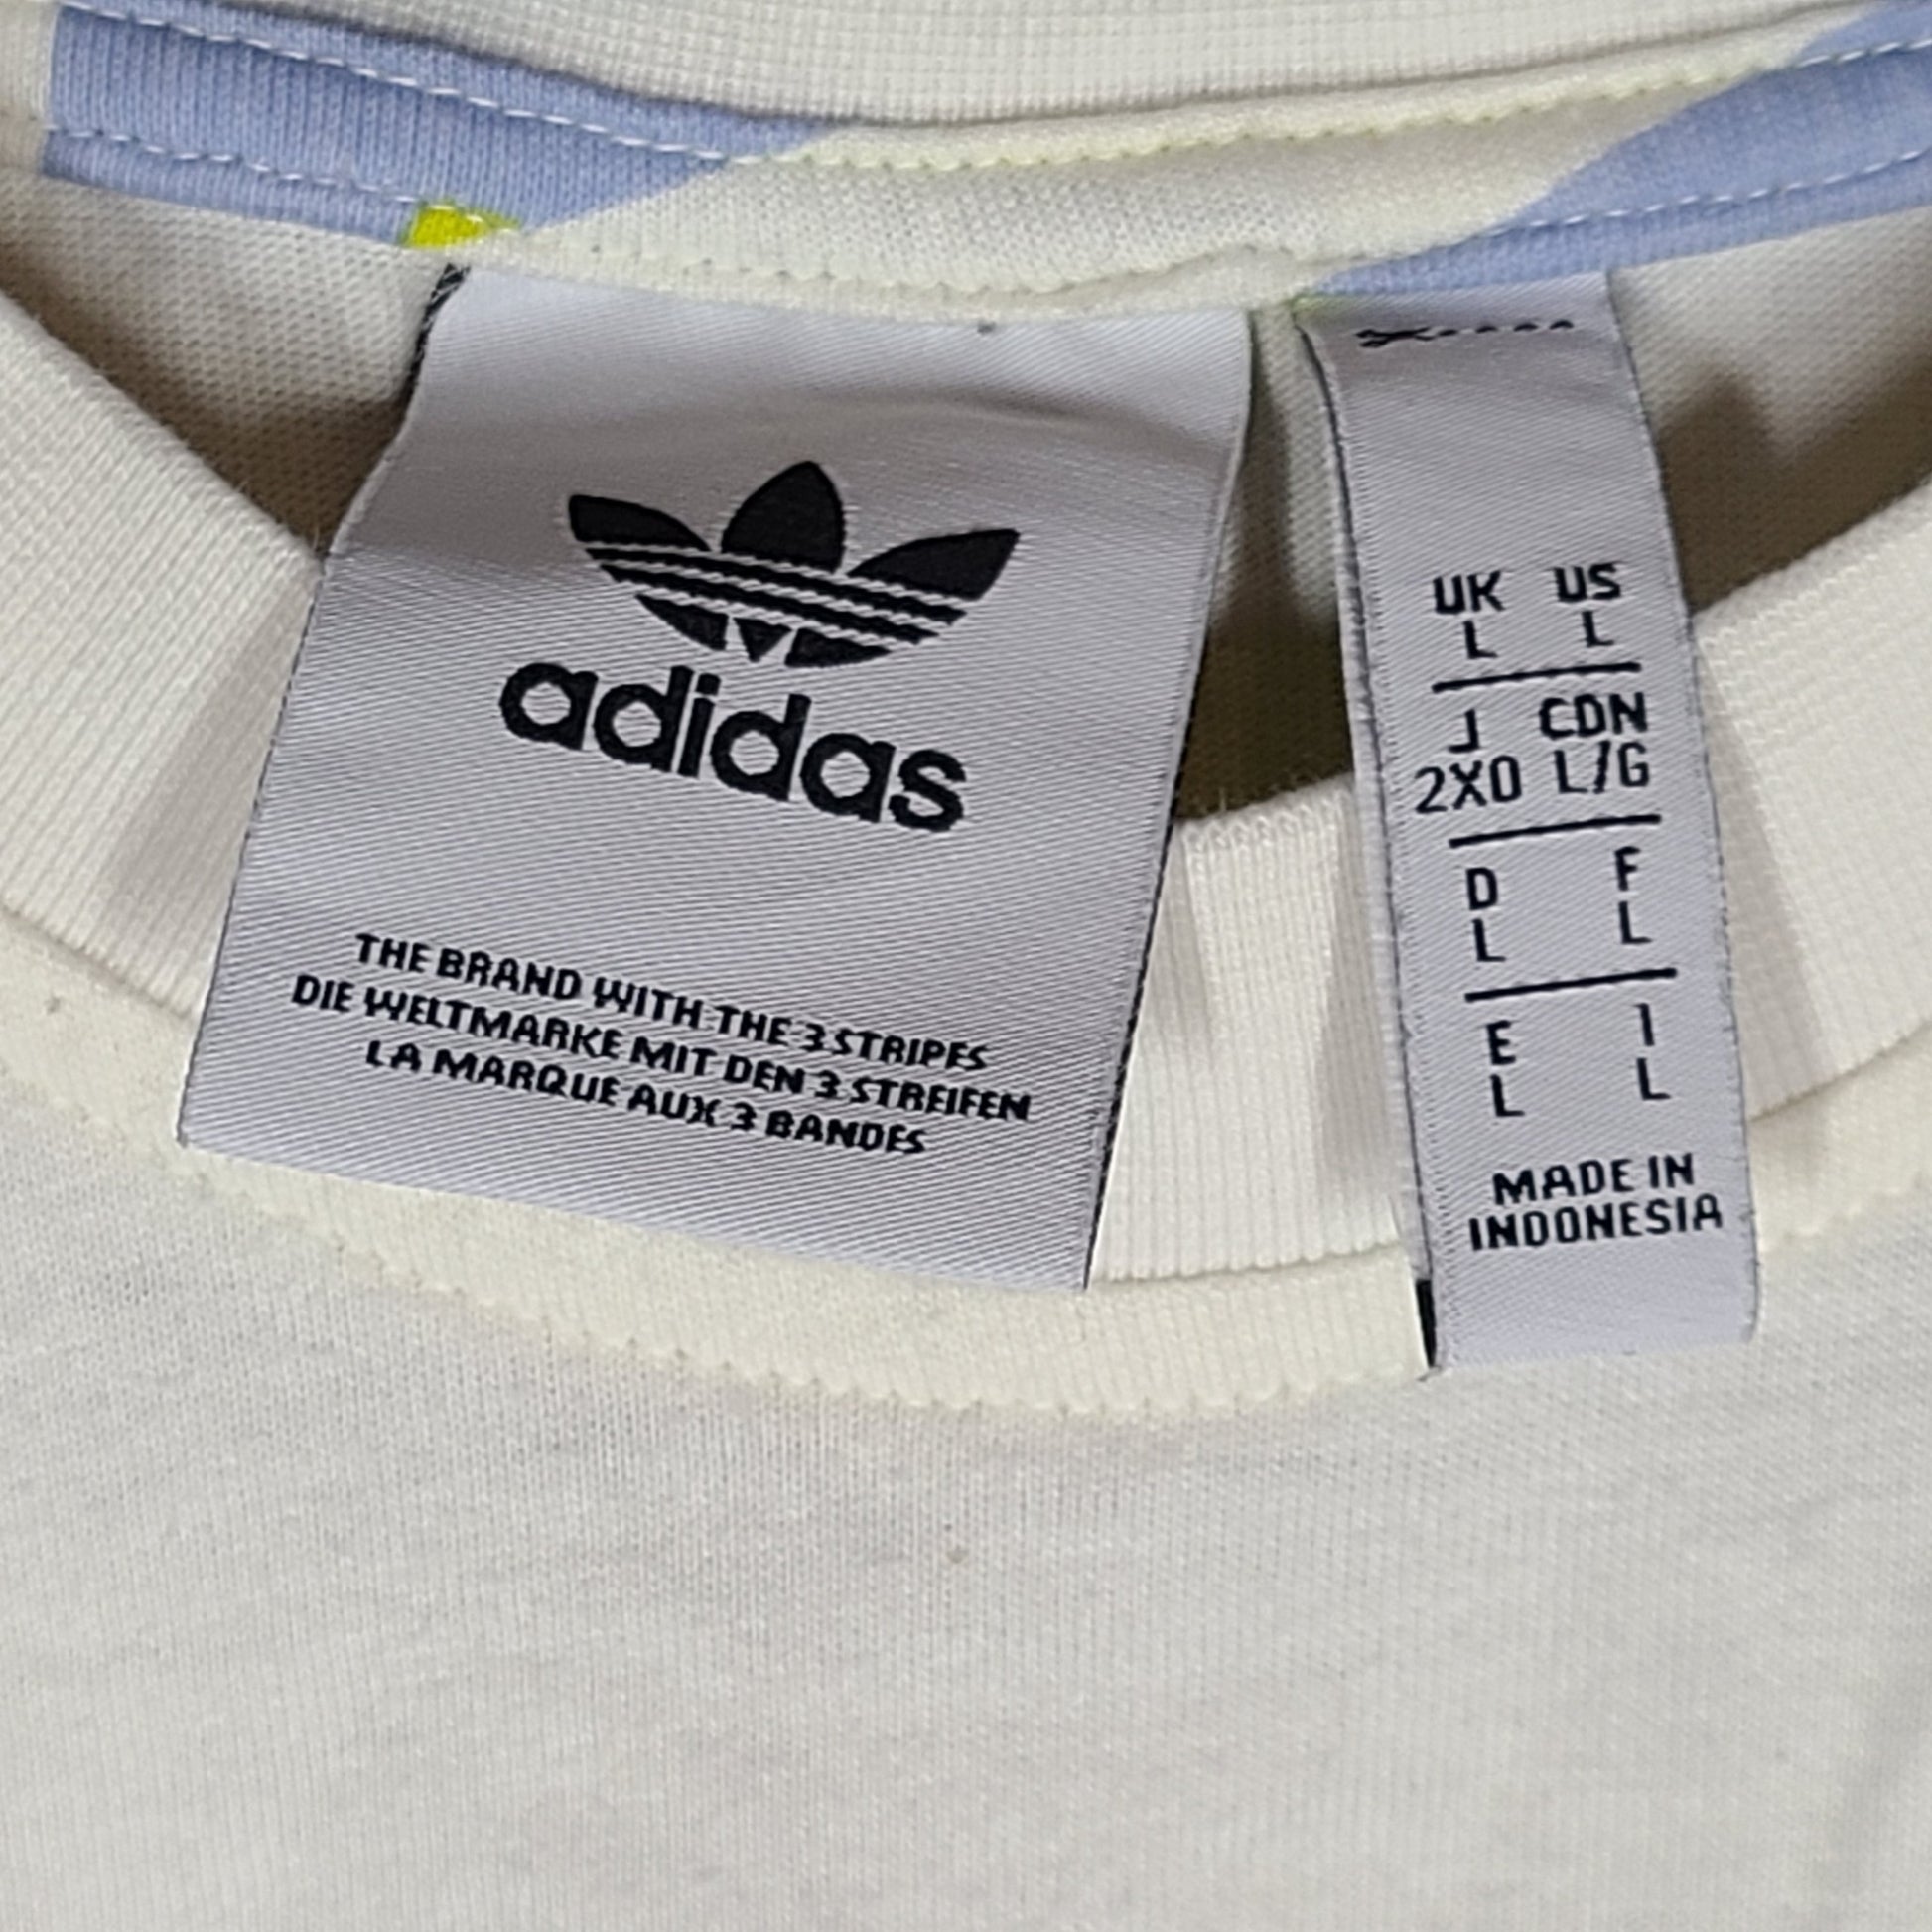 adidas
THE BRAND WITH THE 3 STRIPES
DIE WELTMARKE MIT DEN 3 STREIFEN
LA MARQUE AUX 3 BANDES
UK US
L L
J CDN
2XO L/G
D F
L L
E I
L L
MADE IN
INDONESIA